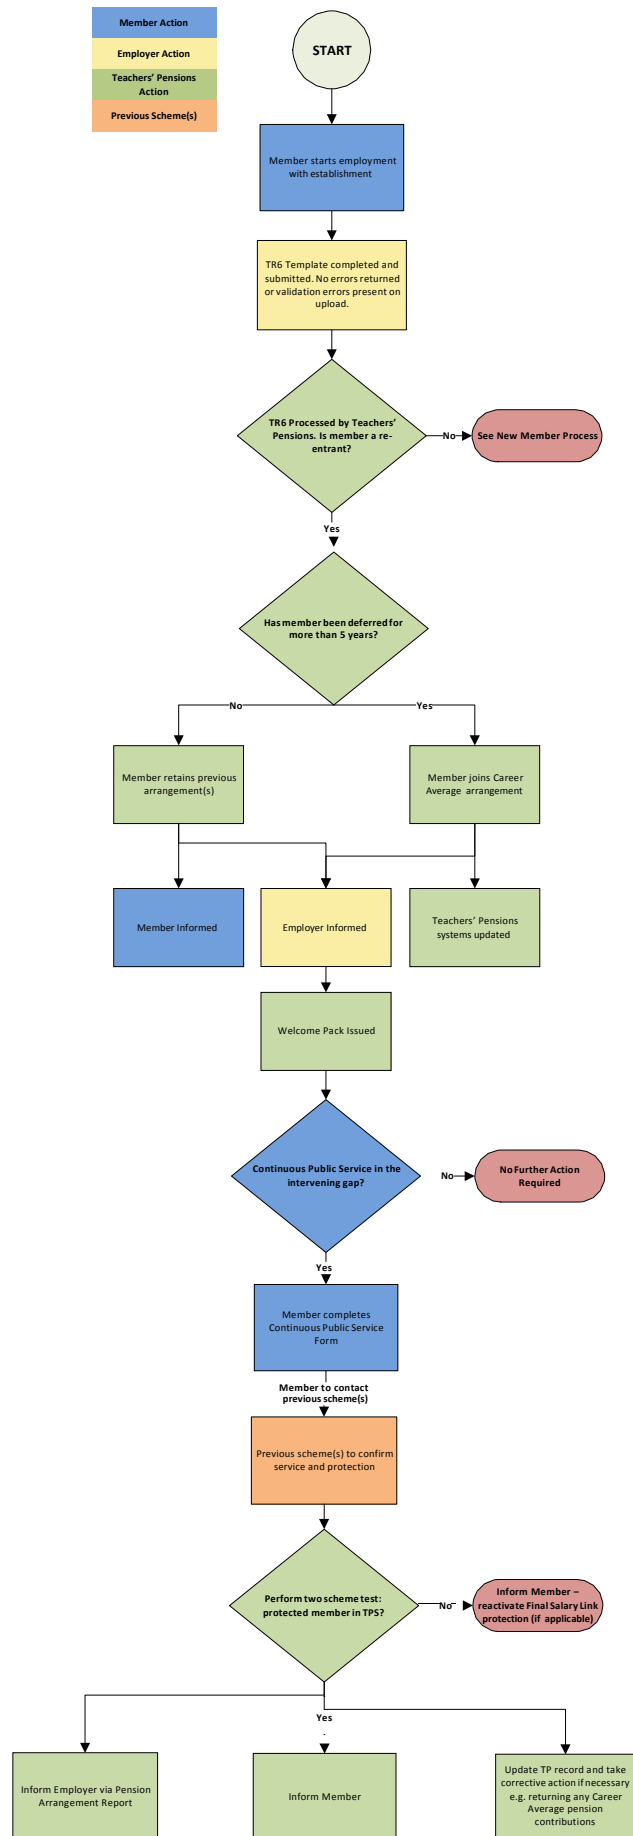 Member Action
Employer Action
Teachers' Pensions
Action
Previous Scheme(s)
START
Member starts employment
with establishment
TR6 Template completed and
submitted. No errors returned
or validation errors present on
upload.
TR6 Processed by Teachers'
Pensions. Is member a re-
entrant?
No
See New Member Process
Yes
Has member been deferred for
more than 5 years?
No
Yes
Member retains previous
arrangement(s)
Member joins Career
Average arrangement
Member Informed
Employer Informed
Teachers' Pensions
systems updated
Welcome Pack Issued
Continuous Public Service in the
intervening gap?
No
No Further Action
Required
Yes
Member completes
Continuous Public Service
Form
Member to contact
previous scheme(s)
Previous scheme(s) to confirm
service and protection
Perform two scheme test:
protected member in TPS?
No
Inform Member –
reactivate Final Salary Link
protection (if applicable)
Yes
Inform Employer via Pension
Arrangement Report
Inform Member
Update TP record and take
corrective action if necessary
e.g. returning any Career
Average pension
contributions